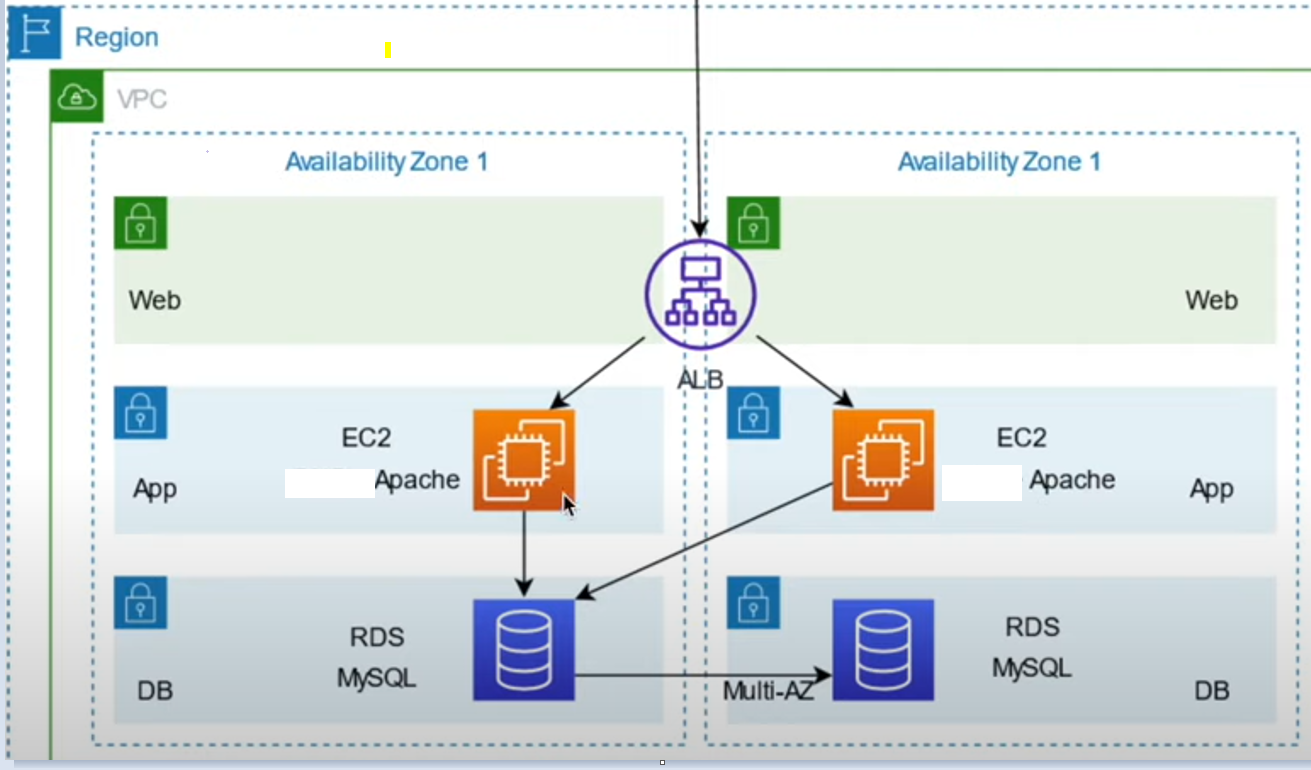 Region
VPC
Availability Zone 1
Availability Zone 1
Web
Web
ALB
EC2
Apache
App
EC2
Apache
App
RDS
MySQL
DB
Multi-AZ
RDS
MySQL
DB